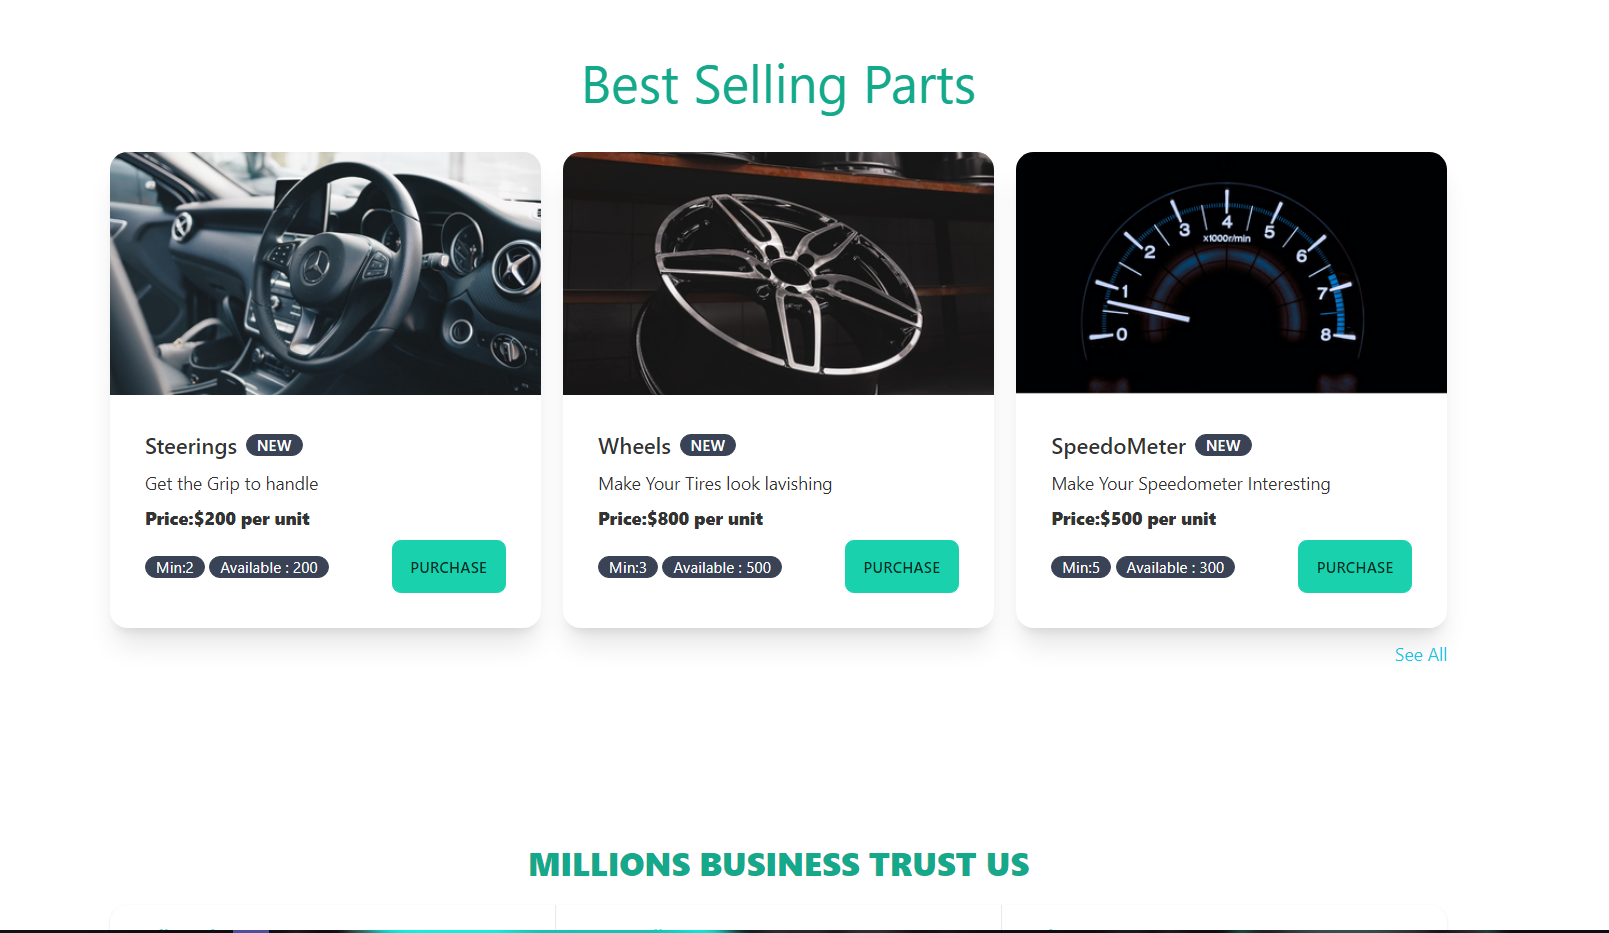 Best Selling Parts
0 1 2 3 4 5 6 7 8
x1000r/min
Steerings NEW
Get the Grip to handle
Price:$200 per unit
Min:2 Available : 200 PURCHASE
Wheels NEW
Make Your Tires look lavishing
Price:$800 per unit
Min:3 Available : 500 PURCHASE
SpeedoMeter NEW
Make Your Speedometer Interesting
Price:$500 per unit
Min:5 Available : 300 PURCHASE
See All
MILLIONS BUSINESS TRUST US